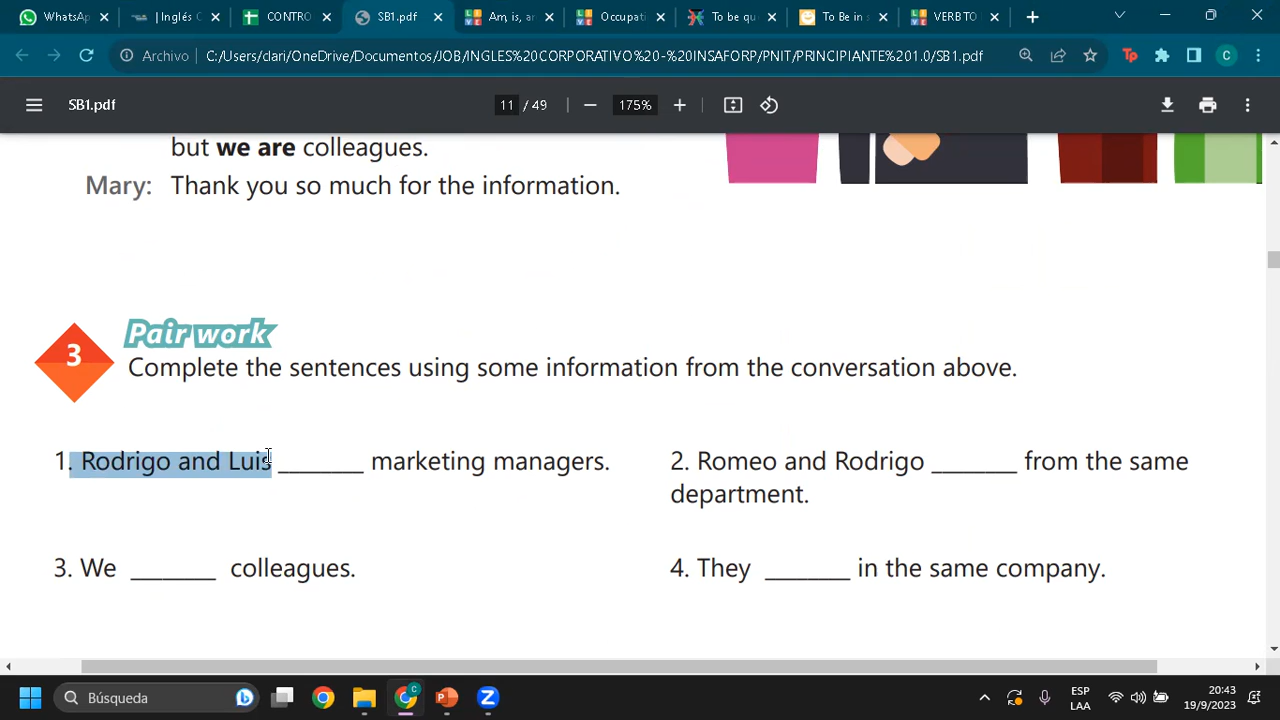 WhatsApp
| Inglés C
CONTRO
SB1.pdf
Am, is, ar
Occupati
To be qu
To Be in s
VERB TO
Archivo
C:/Users/clari/OneDrive/Documentos/JOB/INGLES%20CORPORATIVO%20-%20INSAFORP/PNIT/PRINCIPIANTE%201.0/SB1.pdf
C
SB1.pdf
11 / 49
175%
but we are colleagues.
Mary: Thank you so much for the information.
3
Pair work
Complete the sentences using some information from the conversation above.
1. Rodrigo and Luis _______ marketing managers.
2. Romeo and Rodrigo _______ from the same
department.
3. We _______ colleagues.
4. They _______ in the same company.
Búsqueda
ESP
LAA
20:43
19/9/2023